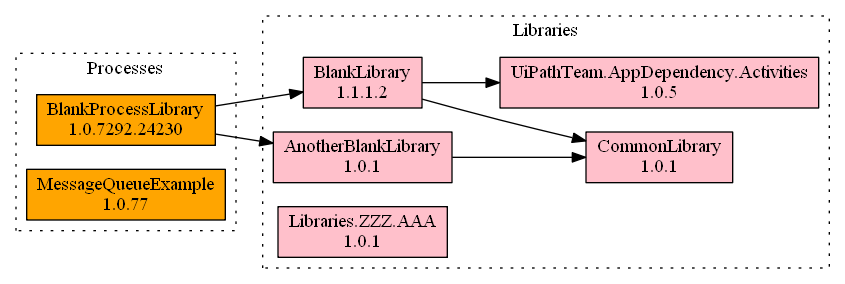 Processes
BlankProcessLibrary
1.0.7292.24230
MessageQueueExample
1.0.77
Libraries
BlankLibrary
1.1.1.2
UiPathTeam.AppDependency.Activities
1.0.5
AnotherBlankLibrary
1.0.1
CommonLibrary
1.0.1
Libraries.ZZZ.AAA
1.0.1